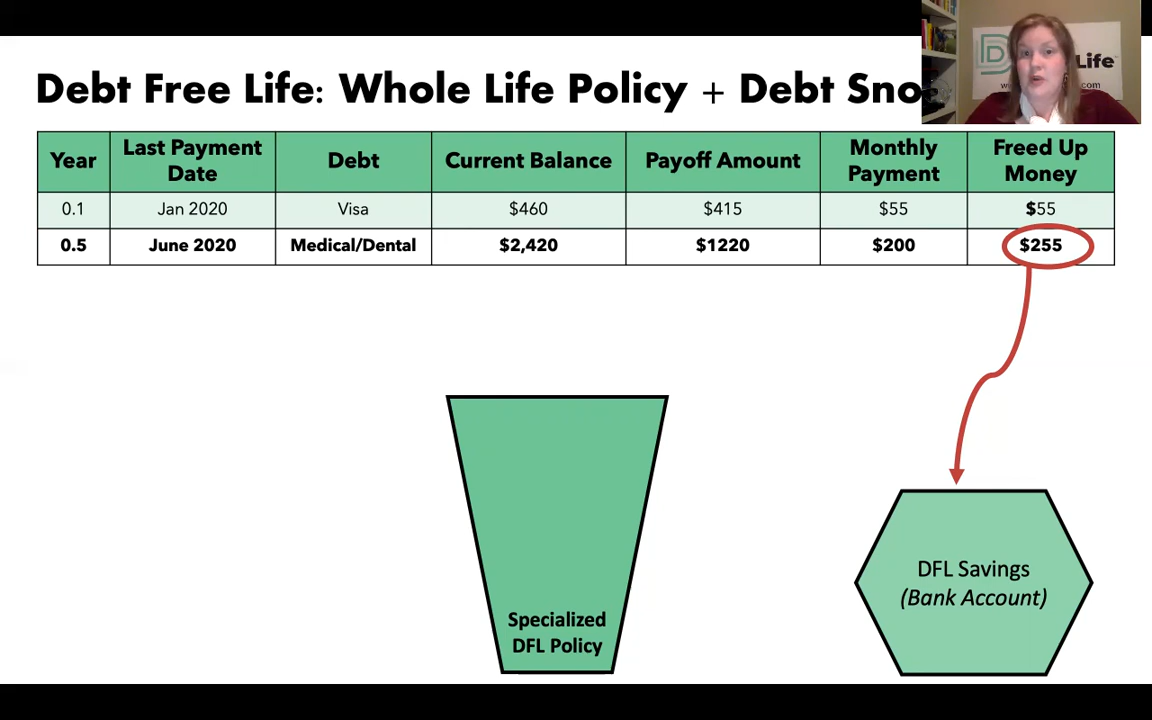 Debt Free Life: Whole Life Policy + Debt Sno
Life
.com
Year
Last Payment
Date
Debt
Current Balance
Payoff Amount
Monthly
Payment
Freed Up
Money
0.1
Jan 2020
Visa
$460
$415
$55
$55
0.5
June 2020
Medical/Dental
$2,420
$1220
$200
$255
Specialized
DFL Policy
DFL Savings
(Bank Account)